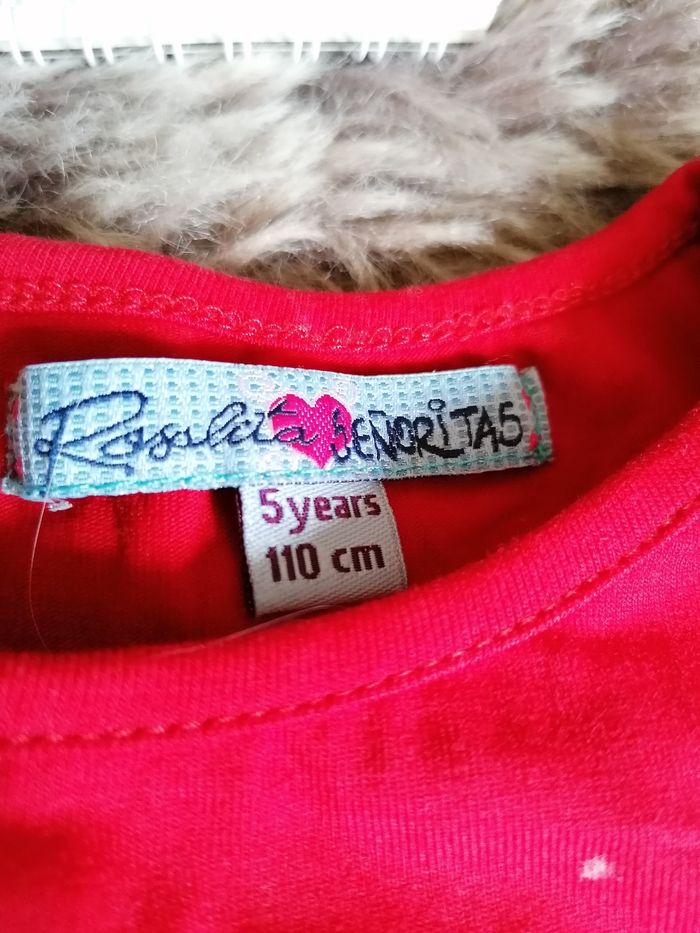 Rosalita SEÑORITAS
5 years
110 cm